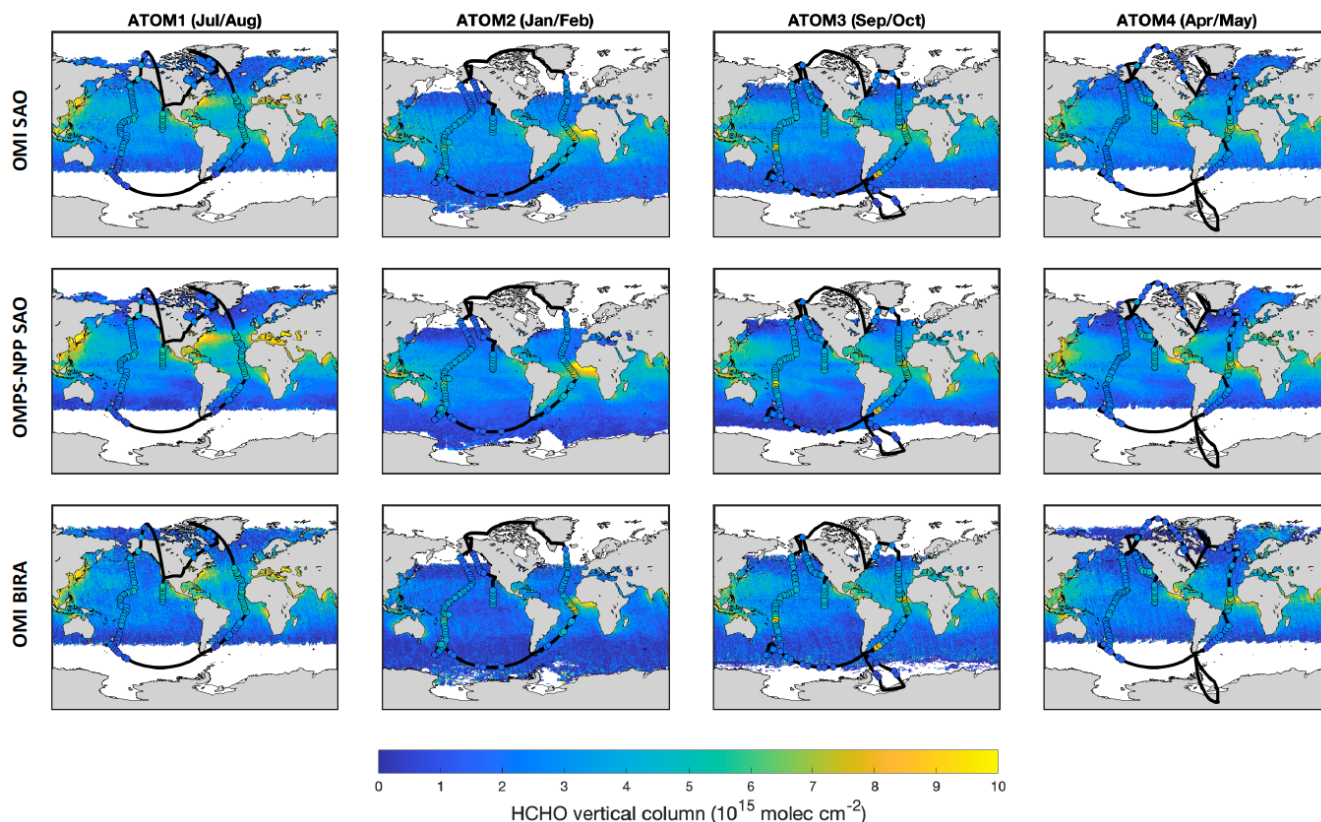 ATOM1 (Jul/Aug) ATOM2 (Jan/Feb) ATOM3 (Sep/Oct) ATOM4 (Apr/May)
OMI SAO
OMPS-NPP SAO
OMI BIRA
0 1 2 3 4 5 6 7 8 9 10
HCHO vertical column (10¹⁵ molec cm⁻²)